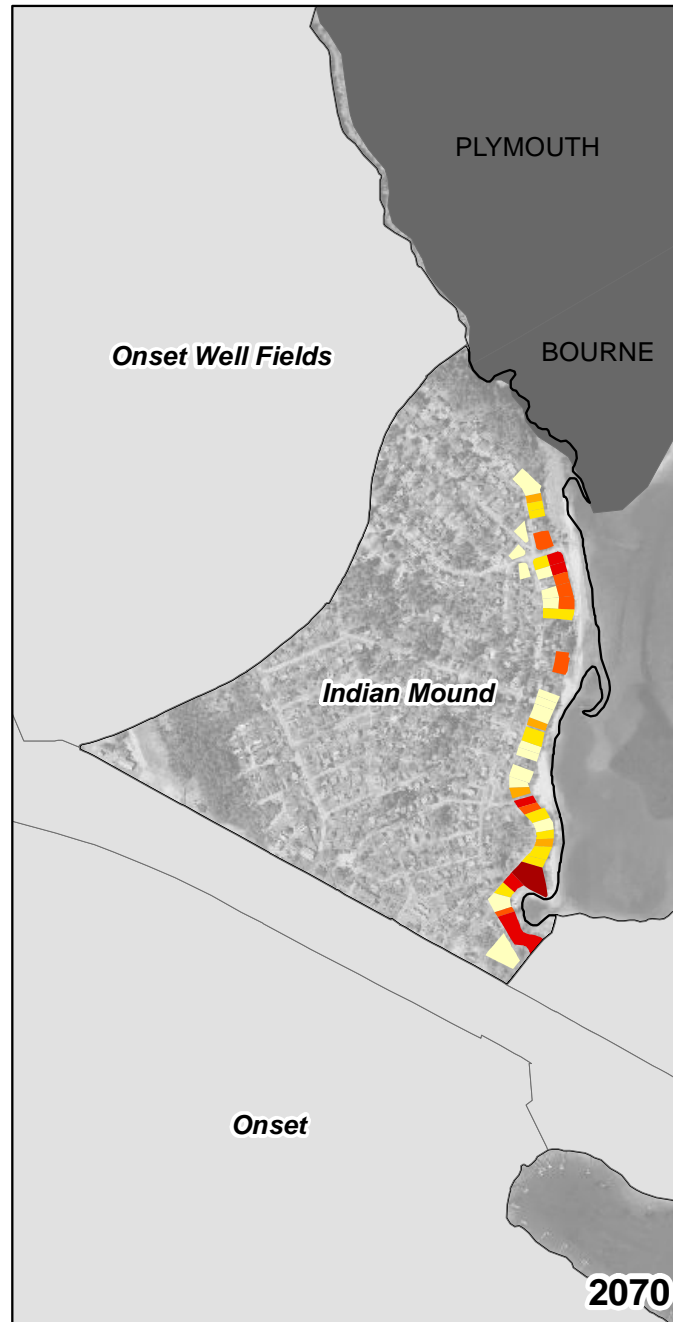 PLYMOUTH
Onset Well Fields
BOURNE
Indian Mound
Onset
2070